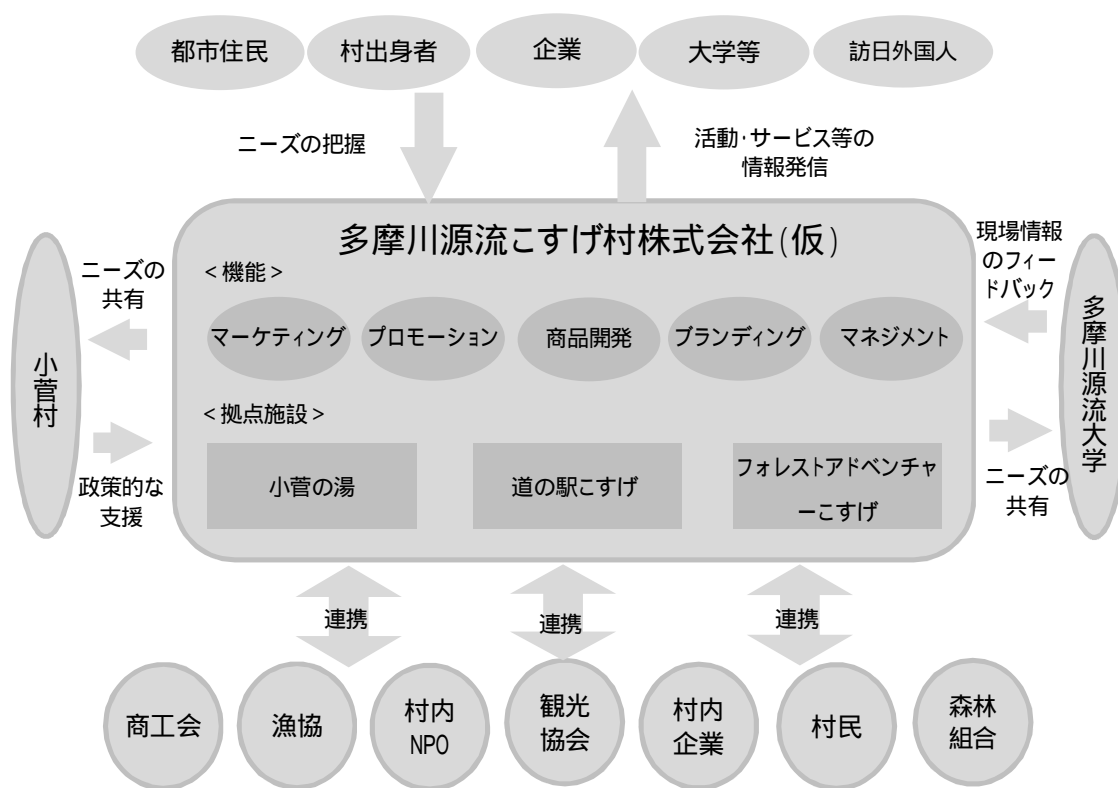 都市住民
村出身者
企業
大学等
訪日外国人
ニーズの把握
活動・サービス等の
情報発信
多摩川源流こすげ村株式会社(仮)
<機能>
マーケティング
プロモーション
商品開発
ブランディング
マネジメント
<拠点施設>
小菅の湯
道の駅こすげ
フォレストアドベンチャ
ーこすげ
ニーズの
共有
小菅村
政策的な
支援
現場情報
のフィー
ドバック
多摩川源流大学
ニーズの
共有
連携
連携
連携
商工会
漁協
村内
NPO
観光
協会
村内
企業
村民
森林
組合